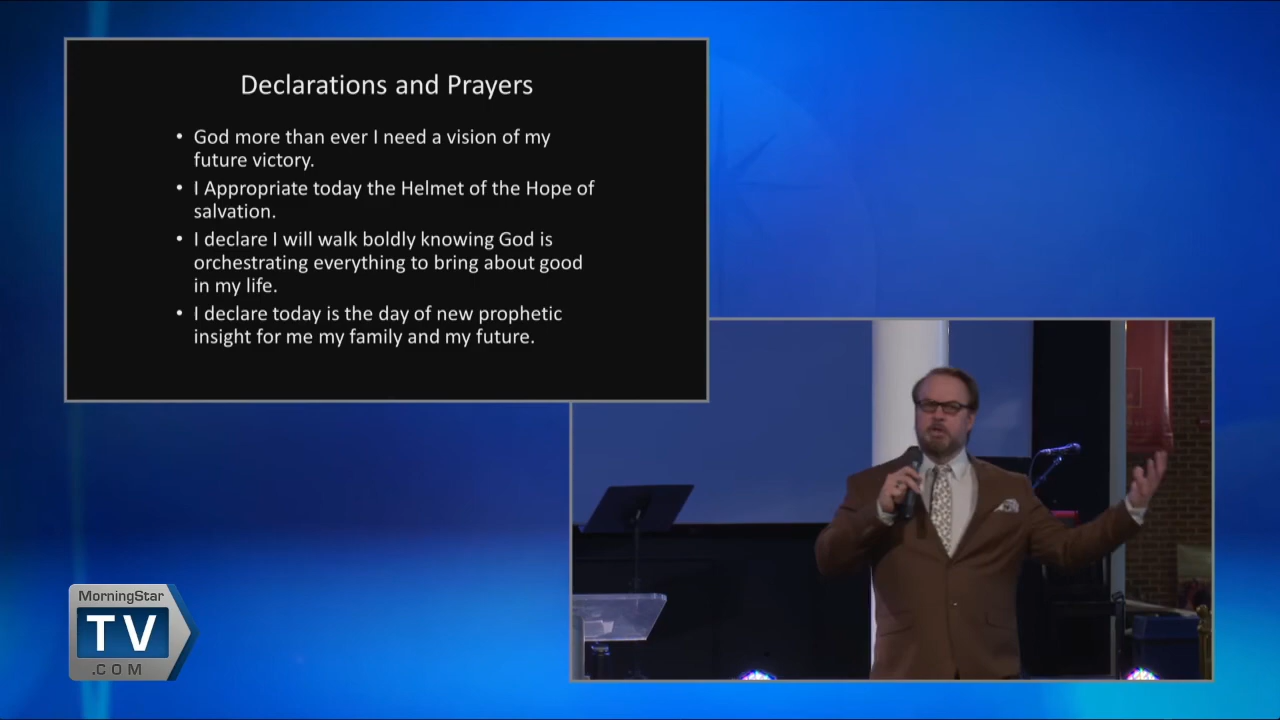 Declarations and Prayers
• God more than ever I need a vision of my
future victory.
• I Appropriate today the Helmet of the Hope of
salvation.
• I declare I will walk boldly knowing God is
orchestrating everything to bring about good
in my life.
• I declare today is the day of new prophetic
insight for me my family and my future.
MorningStar
TV
.COM